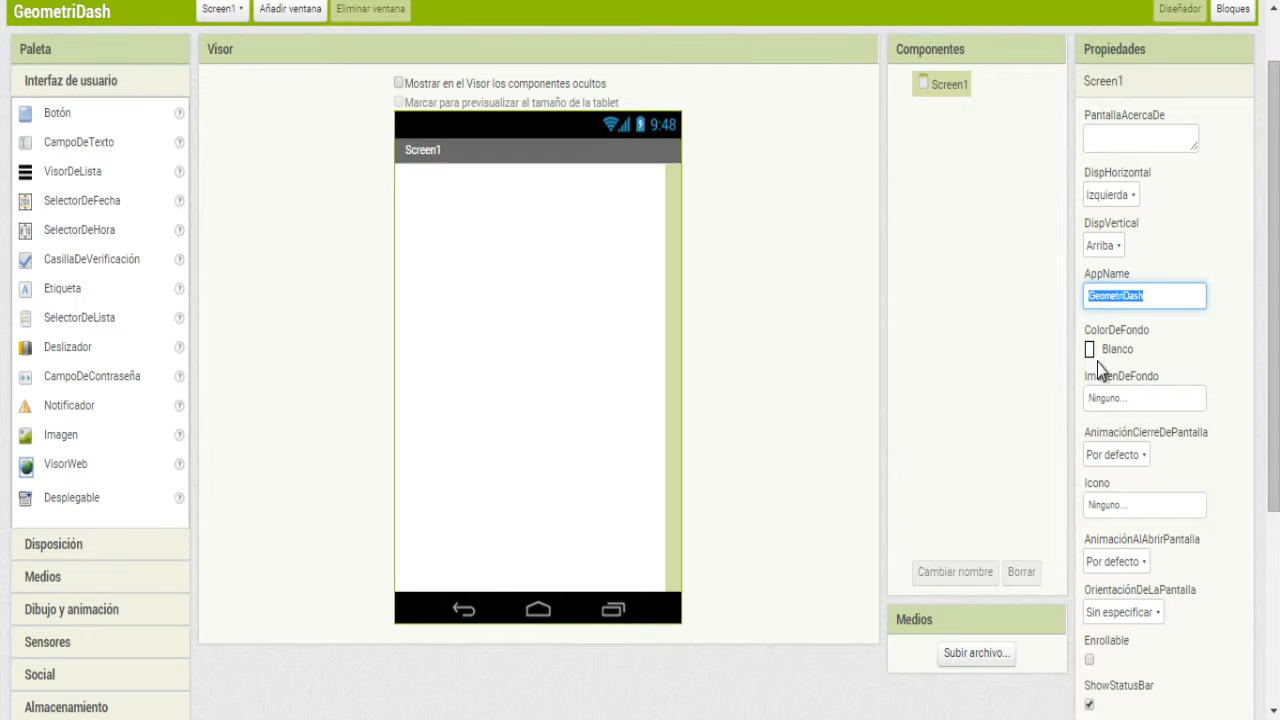 GeometriDash
Screen1
Añadir ventana
Eliminar ventana
Diseñador
Bloques
Paleta
Interfaz de usuario
Botón
CampoDeTexto
VisorDeLista
SelectorDeFecha
SelectorDeHora
CasillaDeVerificación
Etiqueta
SelectorDeLista
Deslizador
CampoDeContraseña
Notificador
Imagen
VisorWeb
Desplegable
Disposición
Medios
Dibujo y animación
Sensores
Social
Almacenamiento
Visor
Mostrar en el Visor los componentes ocultos
Marcar para previsualizar al tamaño de la tablet
9:48
Screen1
Componentes
Screen1
Cambiar nombre
Borrar
Medios
Subir archivo...
Propiedades
Screen1
PantallaAcercaDe
DispHorizontal
Izquierda
DispVertical
Arriba
AppName
GeometriDash
ColorDeFondo
Blanco
ImagenDeFondo
Ninguno...
AnimaciónCierreDePantalla
Por defecto
Icono
Ninguno...
AnimaciónAlAbrirPantalla
Por defecto
OrientaciónDeLaPantalla
Sin especificar
Enrollable
ShowStatusBar